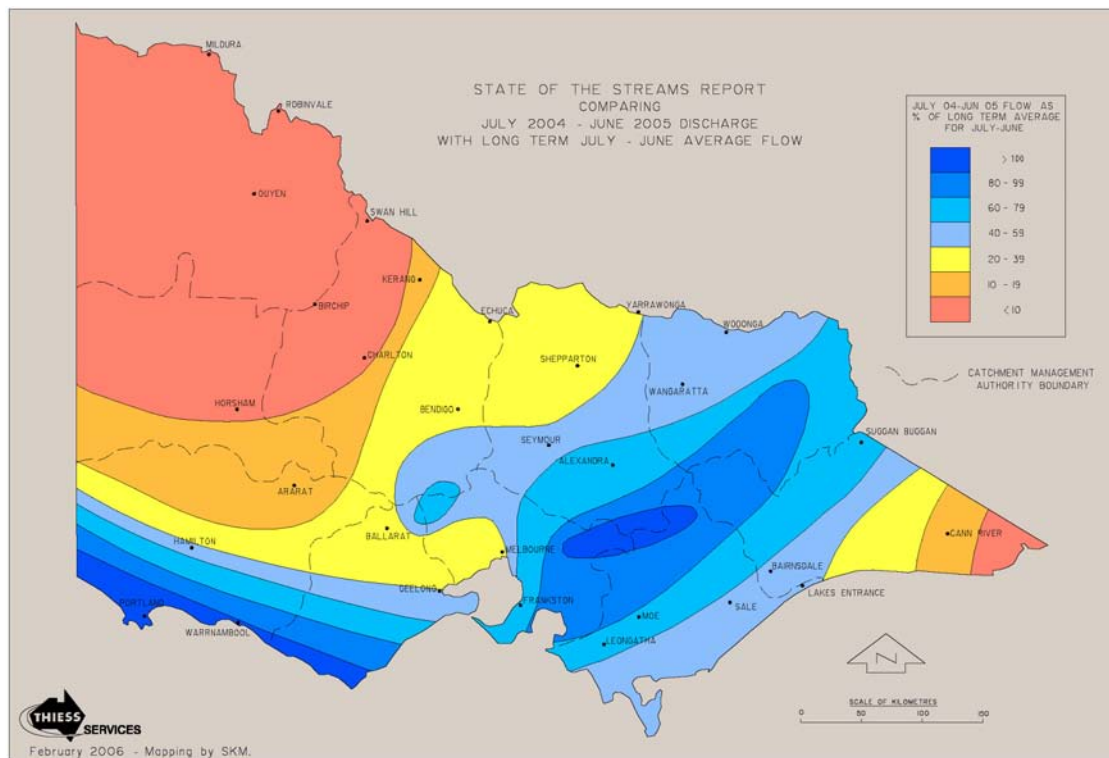 STATE OF THE STREAMS REPORT
COMPARING
JULY 2004 - JUNE 2005 DISCHARGE
WITH LONG TERM JULY - JUNE AVERAGE FLOW
JULY 04-JUN 05 FLOW AS
% OF LONG TERM AVERAGE
FOR JULY-JUNE
> 100
80 - 99
60 - 79
40 - 59
20 - 39
10 - 19
<10
CATCHMENT MANAGEMENT
AUTHORITY BOUNDARY
MILDURA
ROBINVALE
OUYEN
SWAN HILL
KERANG
BIRCHIP
ECHUCA
YARRAWONGA
WODONGA
CHARLTON
SHEPPARTON
WANGARATTA
HORSHAM
BENDIGO
SEYMOUR
SUGGAN BUGGAN
ALEXANDRA
ARARAT
BALLARAT
CANN RIVER
HAMILTON
MELBOURNE
BAIRNSDALE
GEELONG
LAKES ENTRANCE
FRANKSTON
SALE
PORTLAND
MOE
WARRNAMBOOL
LEONGATHA
N
SCALE OF KILOMETRES
0 50 100 150
THIESS
SERVICES
February 2006 - Mapping by SKM.